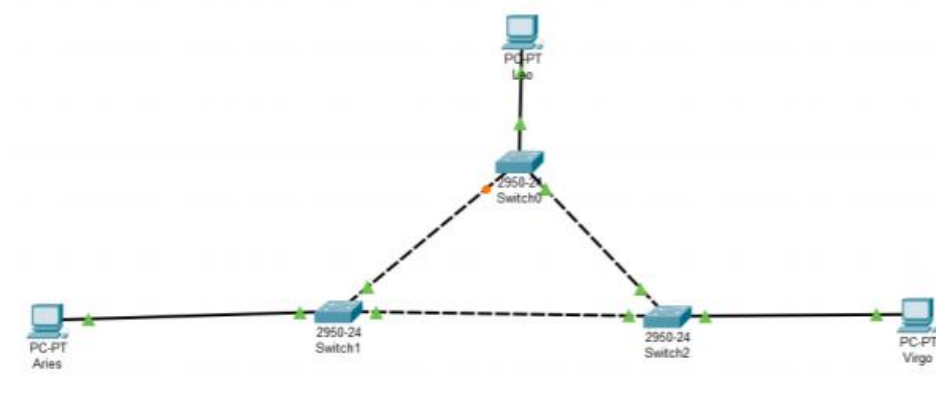 PC-PT
Leo
2950-24
Switch0
2950-24
Switch1
2950-24
Switch2
PC-PT
Aries
PC-PT
Virgo